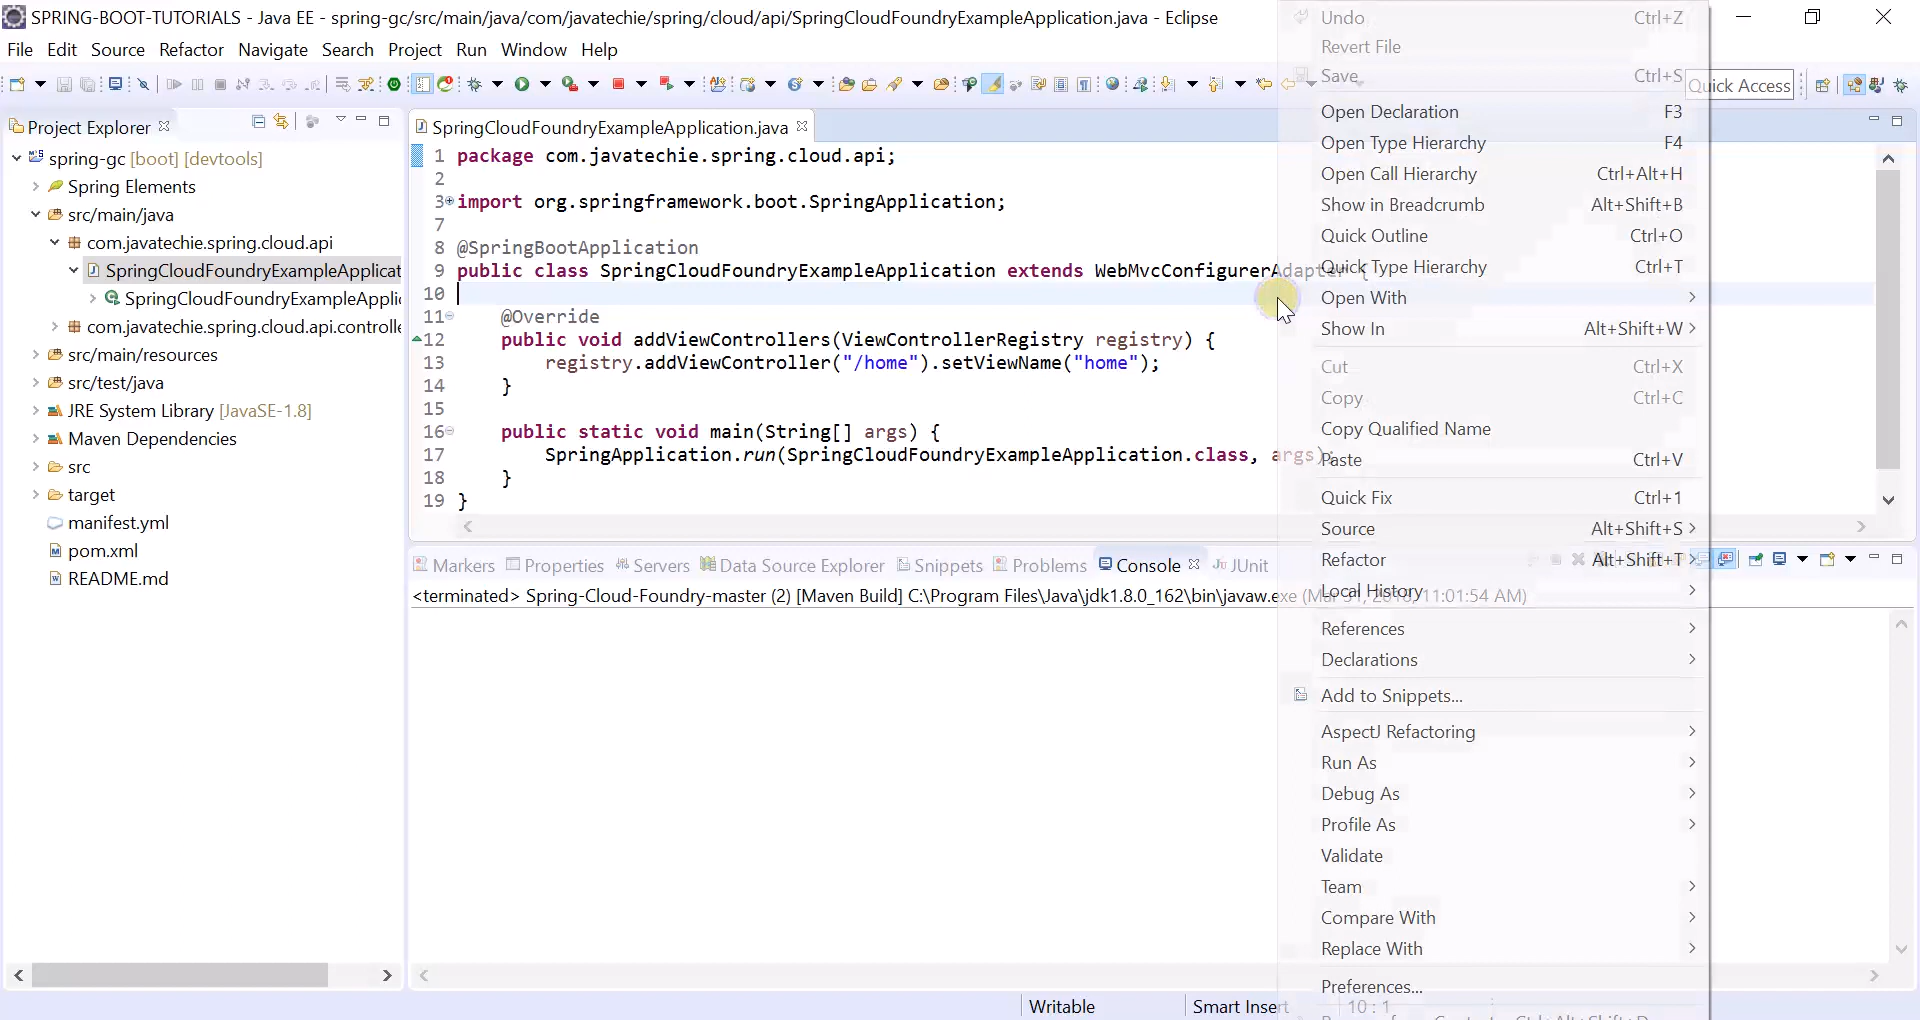 SPRING-BOOT-TUTORIALS - Java EE - spring-gc/src/main/java/com/javatechie/spring/cloud/api/SpringCloudFoundryExampleApplication.java - Eclipse
File Edit Source Refactor Navigate Search Project Run Window Help
Quick Access
Project Explorer
spring-gc [boot] [devtools]
Spring Elements
src/main/java
com.javatechie.spring.cloud.api
SpringCloudFoundryExampleApplicat
SpringCloudFoundryExampleAppli
com.javatechie.spring.cloud.api.controlle
src/main/resources
src/test/java
JRE System Library [JavaSE-1.8]
Maven Dependencies
src
target
manifest.yml
pom.xml
README.md
SpringCloudFoundryExampleApplication.java
1 package com.javatechie.spring.cloud.api;
2
3 import org.springframework.boot.SpringApplication;
7
8 @SpringBootApplication
9 public class SpringCloudFoundryExampleApplication extends WebMvcConfigurerAdapter {
10
11 @Override
12 public void addViewControllers(ViewControllerRegistry registry) {
13 registry.addViewController("/home").setViewName("home");
14 }
15
16 public static void main(String[] args) {
17 SpringApplication.run(SpringCloudFoundryExampleApplication.class, args);
18 }
19 }
Markers Properties Servers Data Source Explorer Snippets Problems Console JUnit
<terminated> Spring-Cloud-Foundry-master (2) [Maven Build] C:\Program Files\Java\jdk1.8.0_162\bin\javaw.exe 11:01:54 AM)
Undo Ctrl+Z
Revert File
Save Ctrl+S
Open Declaration F3
Open Type Hierarchy F4
Open Call Hierarchy Ctrl+Alt+H
Show in Breadcrumb Alt+Shift+B
Quick Outline Ctrl+O
Quick Type Hierarchy Ctrl+T
Open With
Show In Alt+Shift+W
Cut Ctrl+X
Copy Ctrl+C
Copy Qualified Name
Paste Ctrl+V
Quick Fix Ctrl+1
Source Alt+Shift+S
Refactor Alt+Shift+T
Local History
References
Declarations
Add to Snippets...
AspectJ Refactoring
Run As
Debug As
Profile As
Validate
Team
Compare With
Replace With
Preferences...
Writable Smart Insert 10 : 1